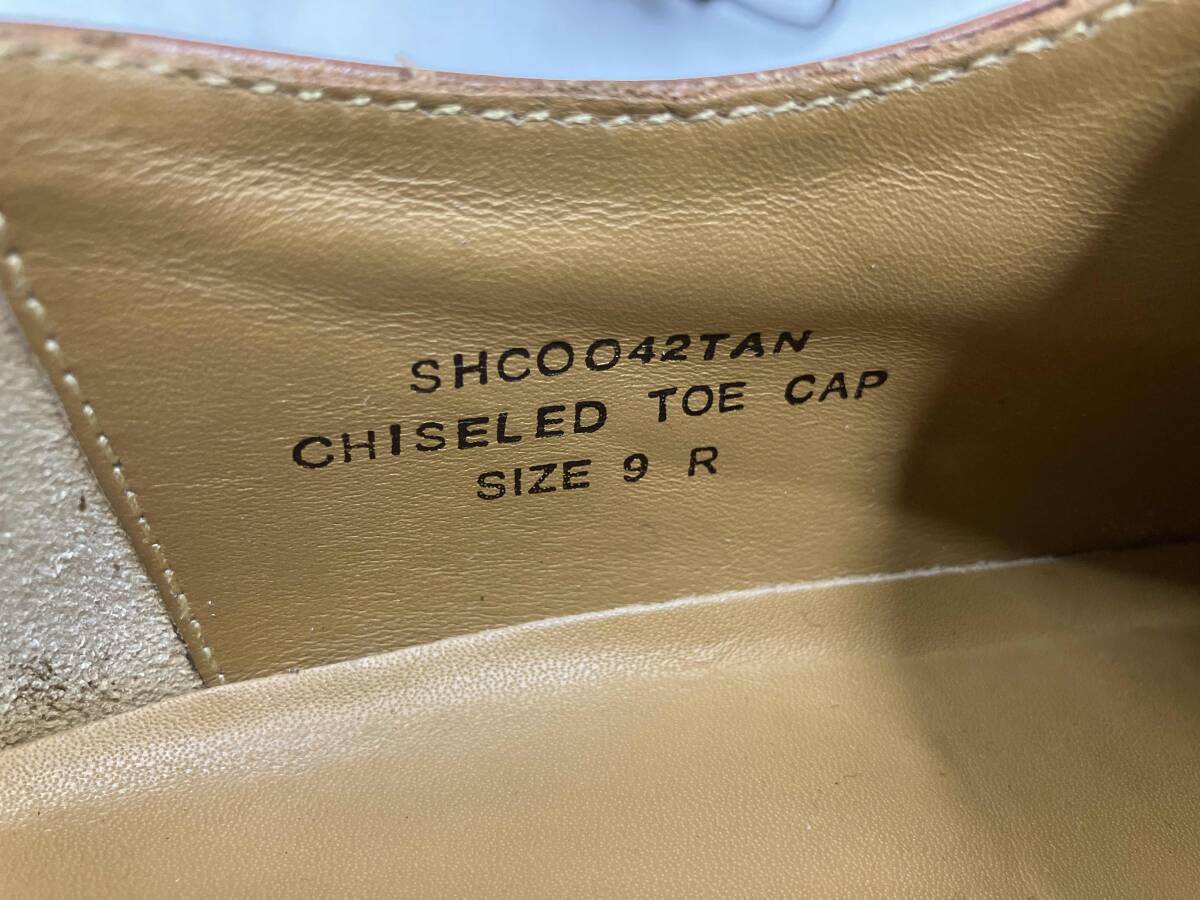 SHC0042TAN
CHISELED TOE CAP
SIZE 9 R